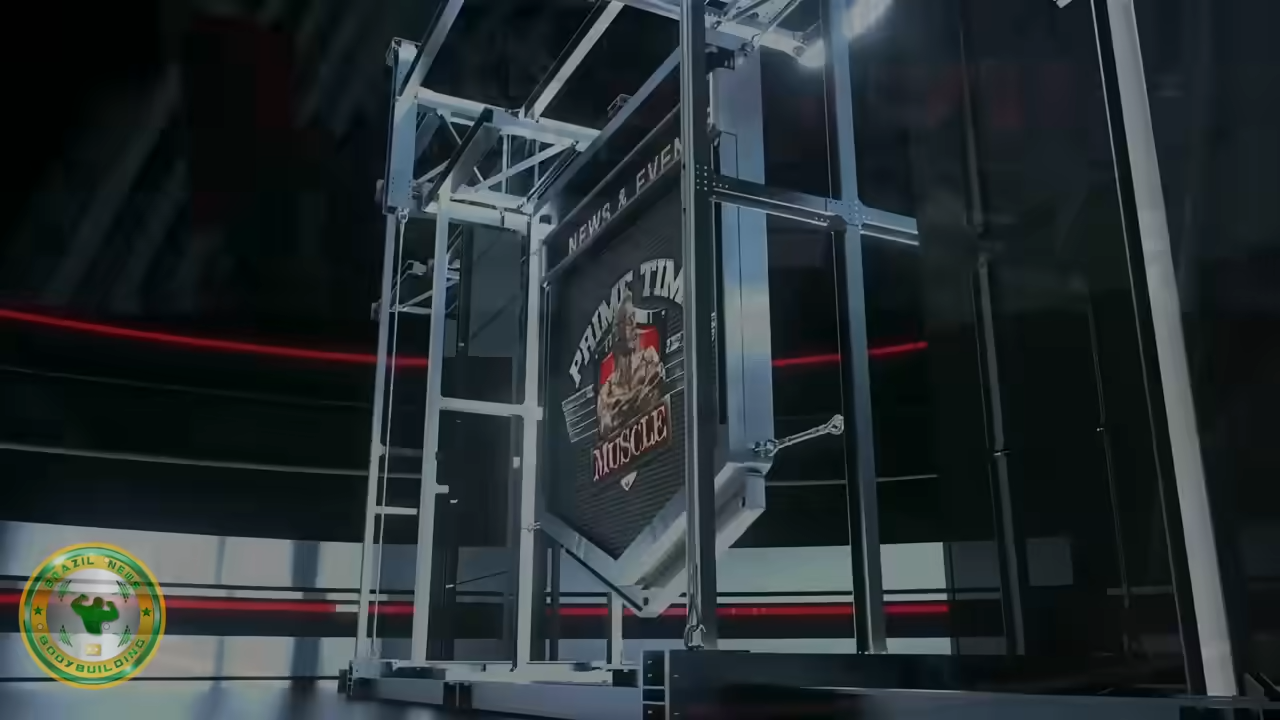 NEWS & EVEN
PRIME TIM
MUSCLE
BRAZIL NEWS
BODYBUILDING